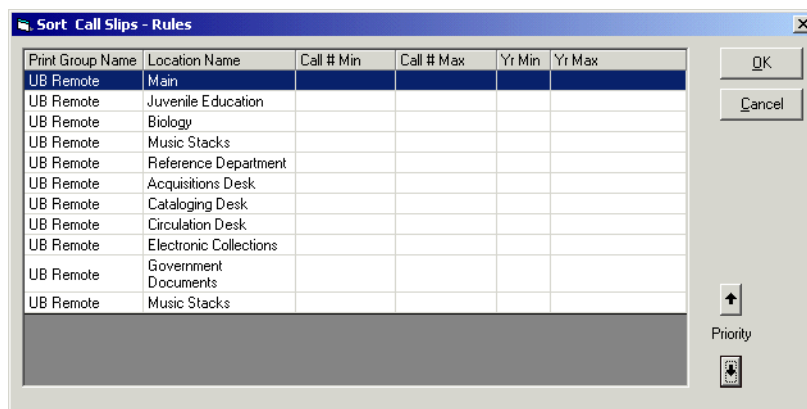 Sort Call Slips - Rules
Print Group Name Location Name Call # Min Call # Max Yr Min Yr Max
UB Remote Main
UB Remote Juvenile Education
UB Remote Biology
UB Remote Music Stacks
UB Remote Reference Department
UB Remote Acquisitions Desk
UB Remote Cataloging Desk
UB Remote Circulation Desk
UB Remote Electronic Collections
UB Remote Government
Documents
UB Remote Music Stacks
OK
Cancel
Priority